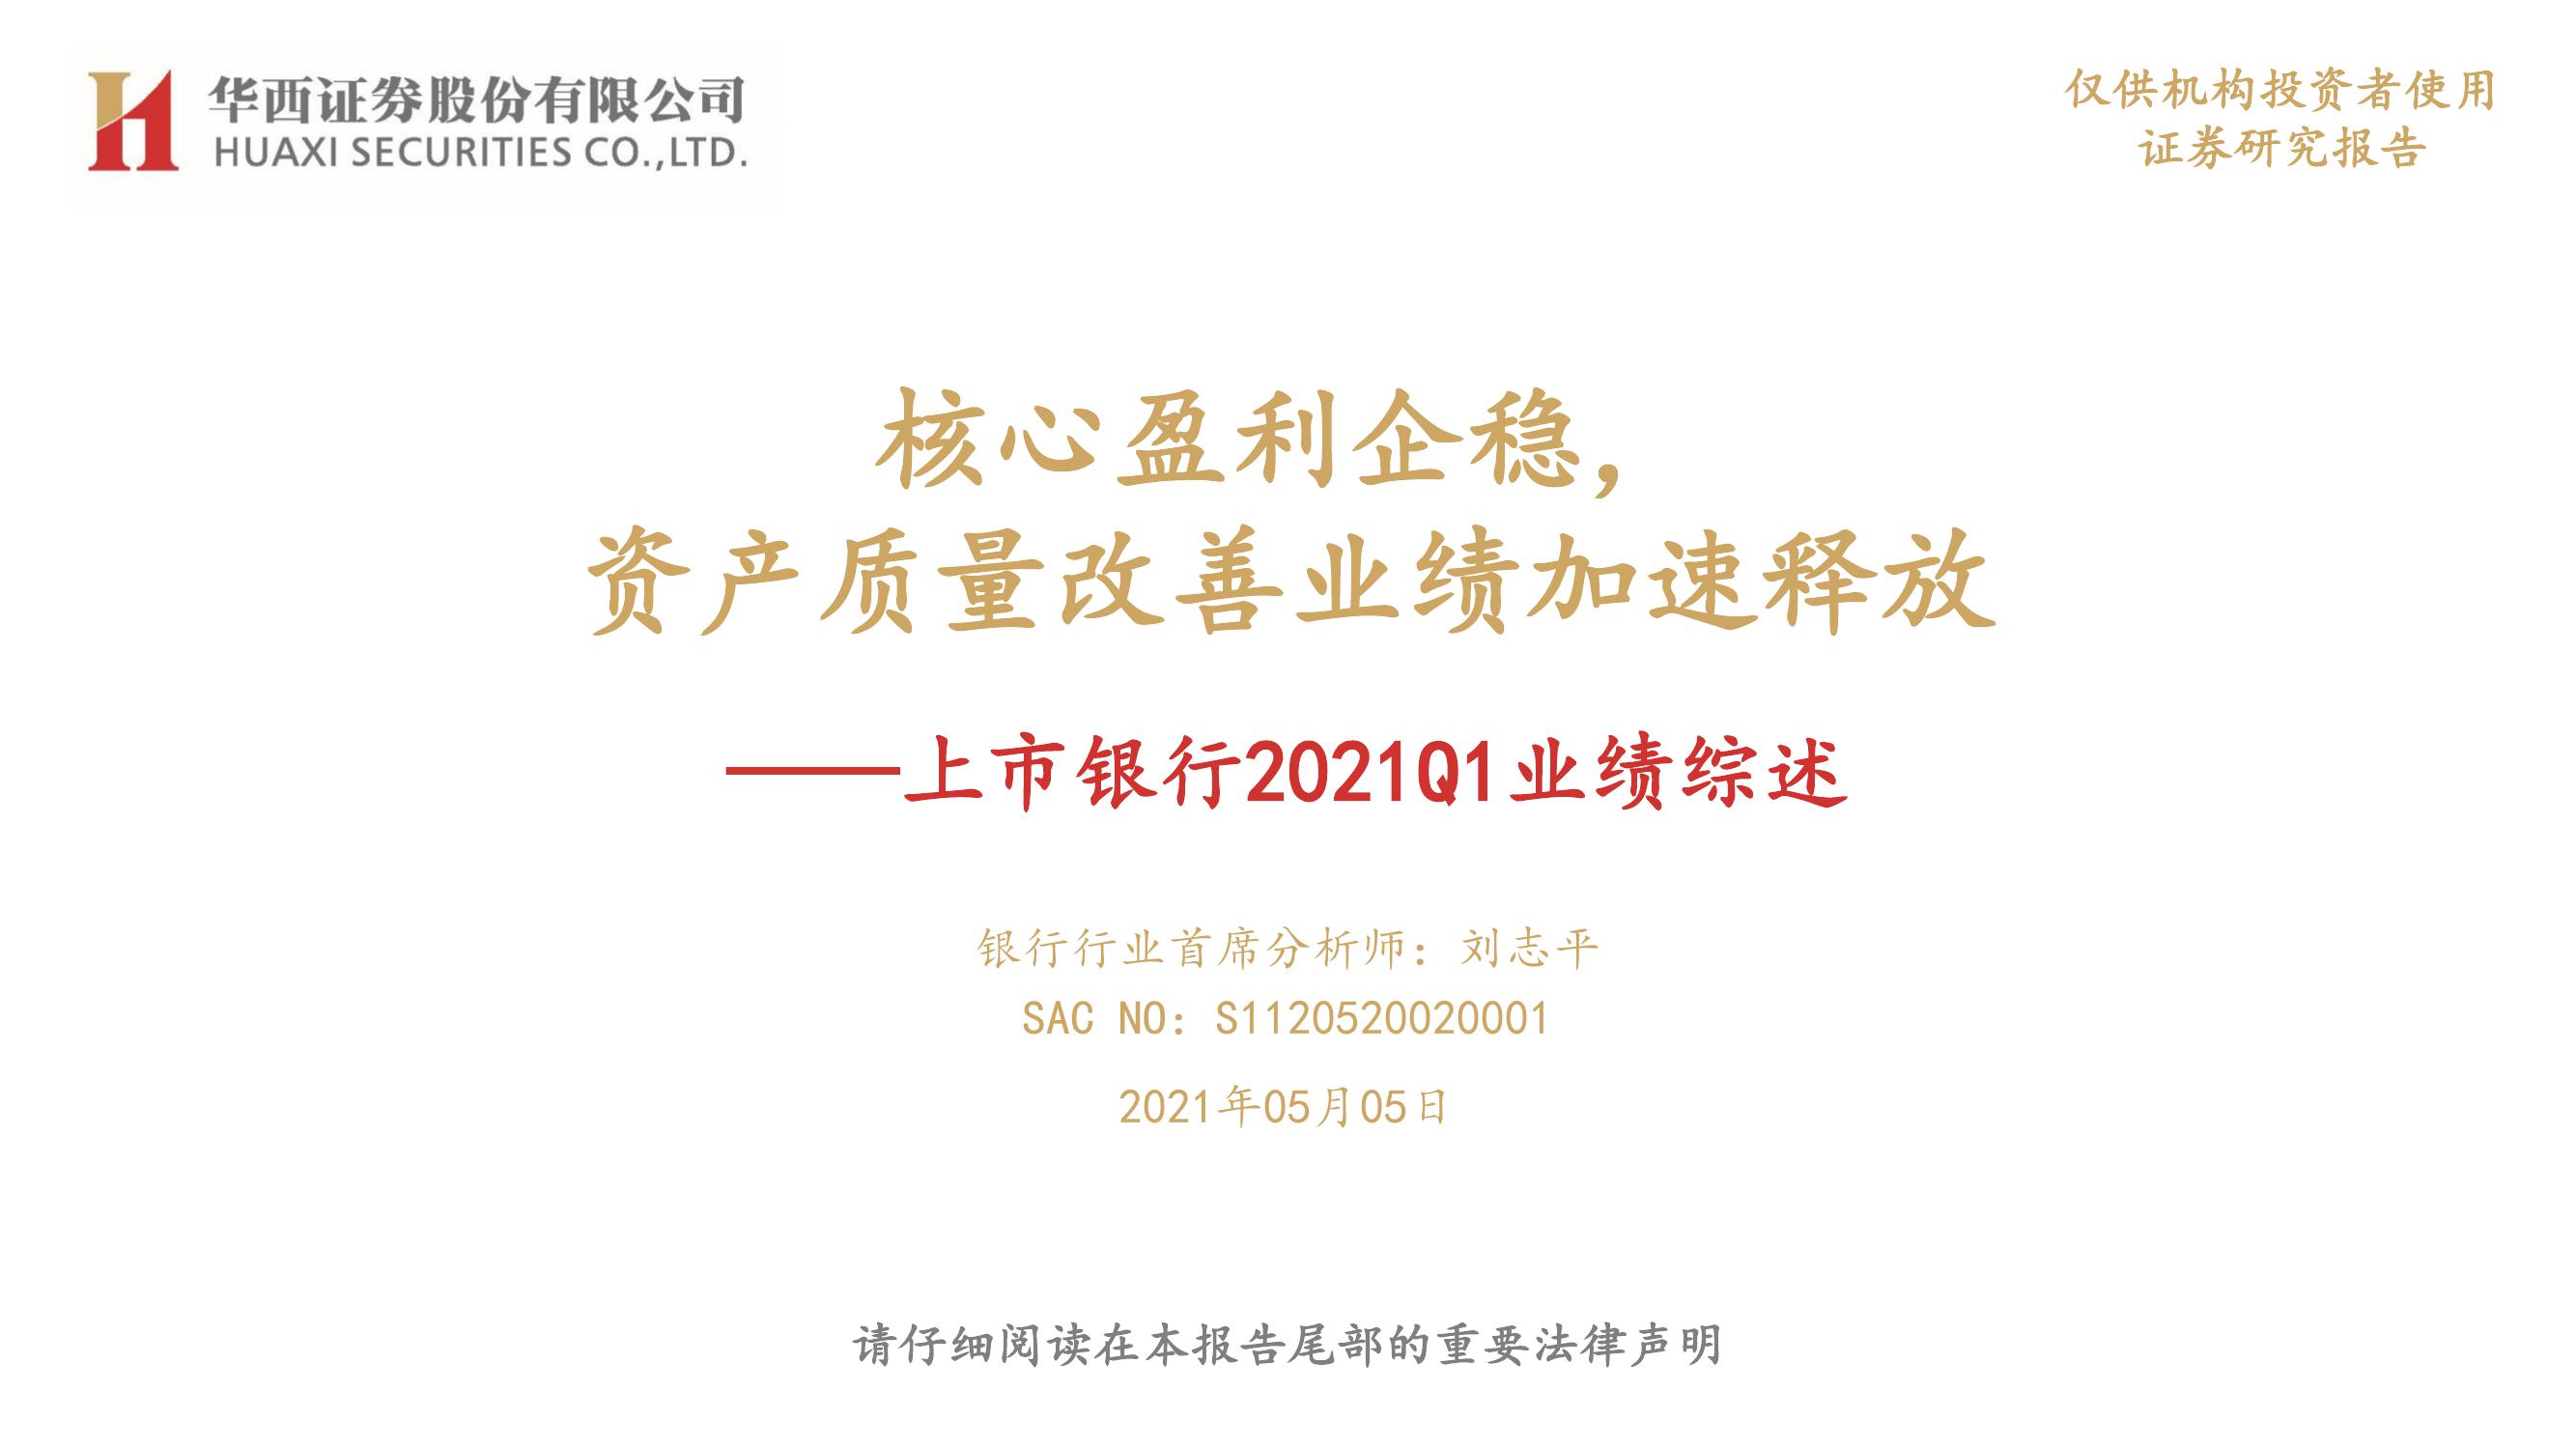 华西证券股份有限公司
HUAXI SECURITIES CO.,LTD.
仅供机构投资者使用
证券研究报告
核心盈利企稳，
资产质量改善业绩加速释放
——上市银行2021Q1业绩综述
银行行业首席分析师：刘志平
SAC NO：S1120520020001
2021年05月05日
请仔细阅读在本报告尾部的重要法律声明